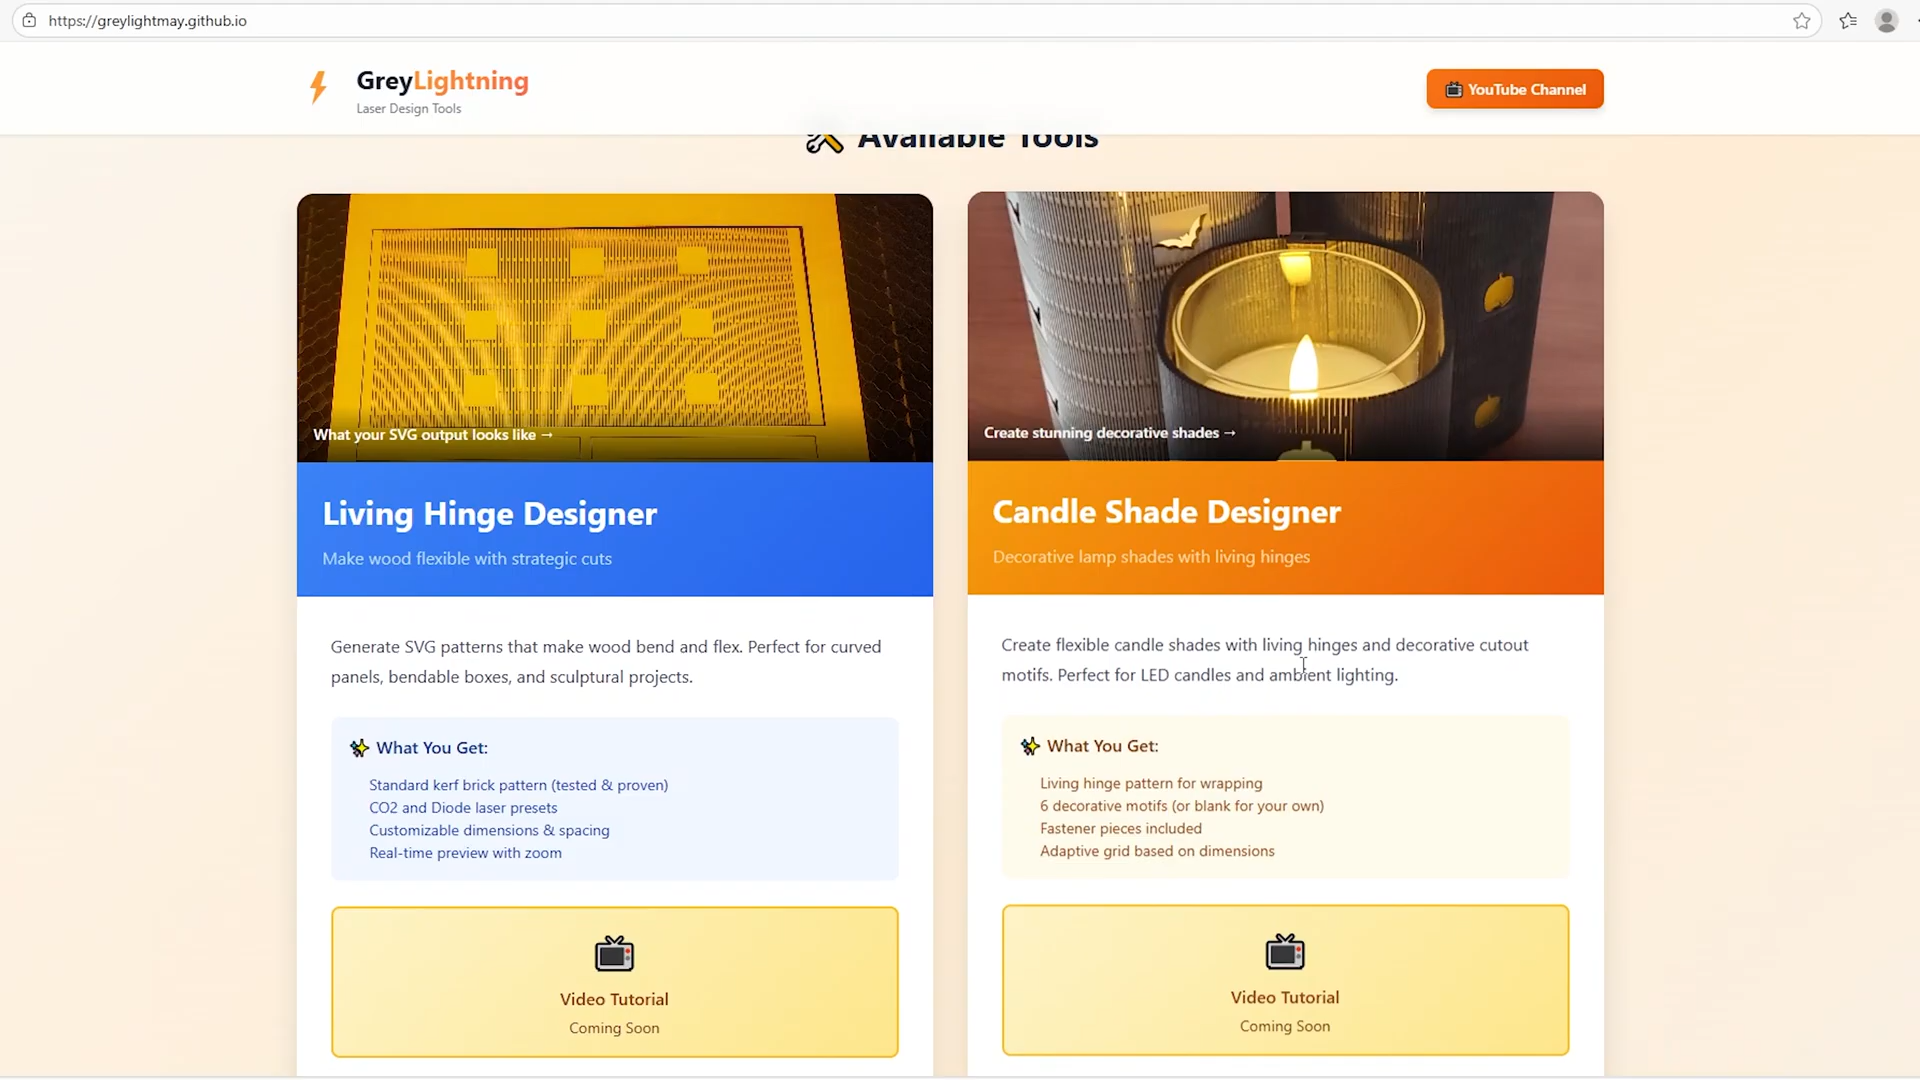 https://greylightmay.github.io
GreyLightning
Laser Design Tools
YouTube Channel
Available Tools
What your SVG output looks like →
Living Hinge Designer
Make wood flexible with strategic cuts
Generate SVG patterns that make wood bend and flex. Perfect for curved
panels, bendable boxes, and sculptural projects.
What You Get:
Standard kerf brick pattern (tested & proven)
CO2 and Diode laser presets
Customizable dimensions & spacing
Real-time preview with zoom
Video Tutorial
Coming Soon
Create stunning decorative shades →
Candle Shade Designer
Decorative lamp shades with living hinges
Create flexible candle shades with living hinges and decorative cutout
motifs. Perfect for LED candles and ambient lighting.
What You Get:
Living hinge pattern for wrapping
6 decorative motifs (or blank for your own)
Fastener pieces included
Adaptive grid based on dimensions
Video Tutorial
Coming Soon